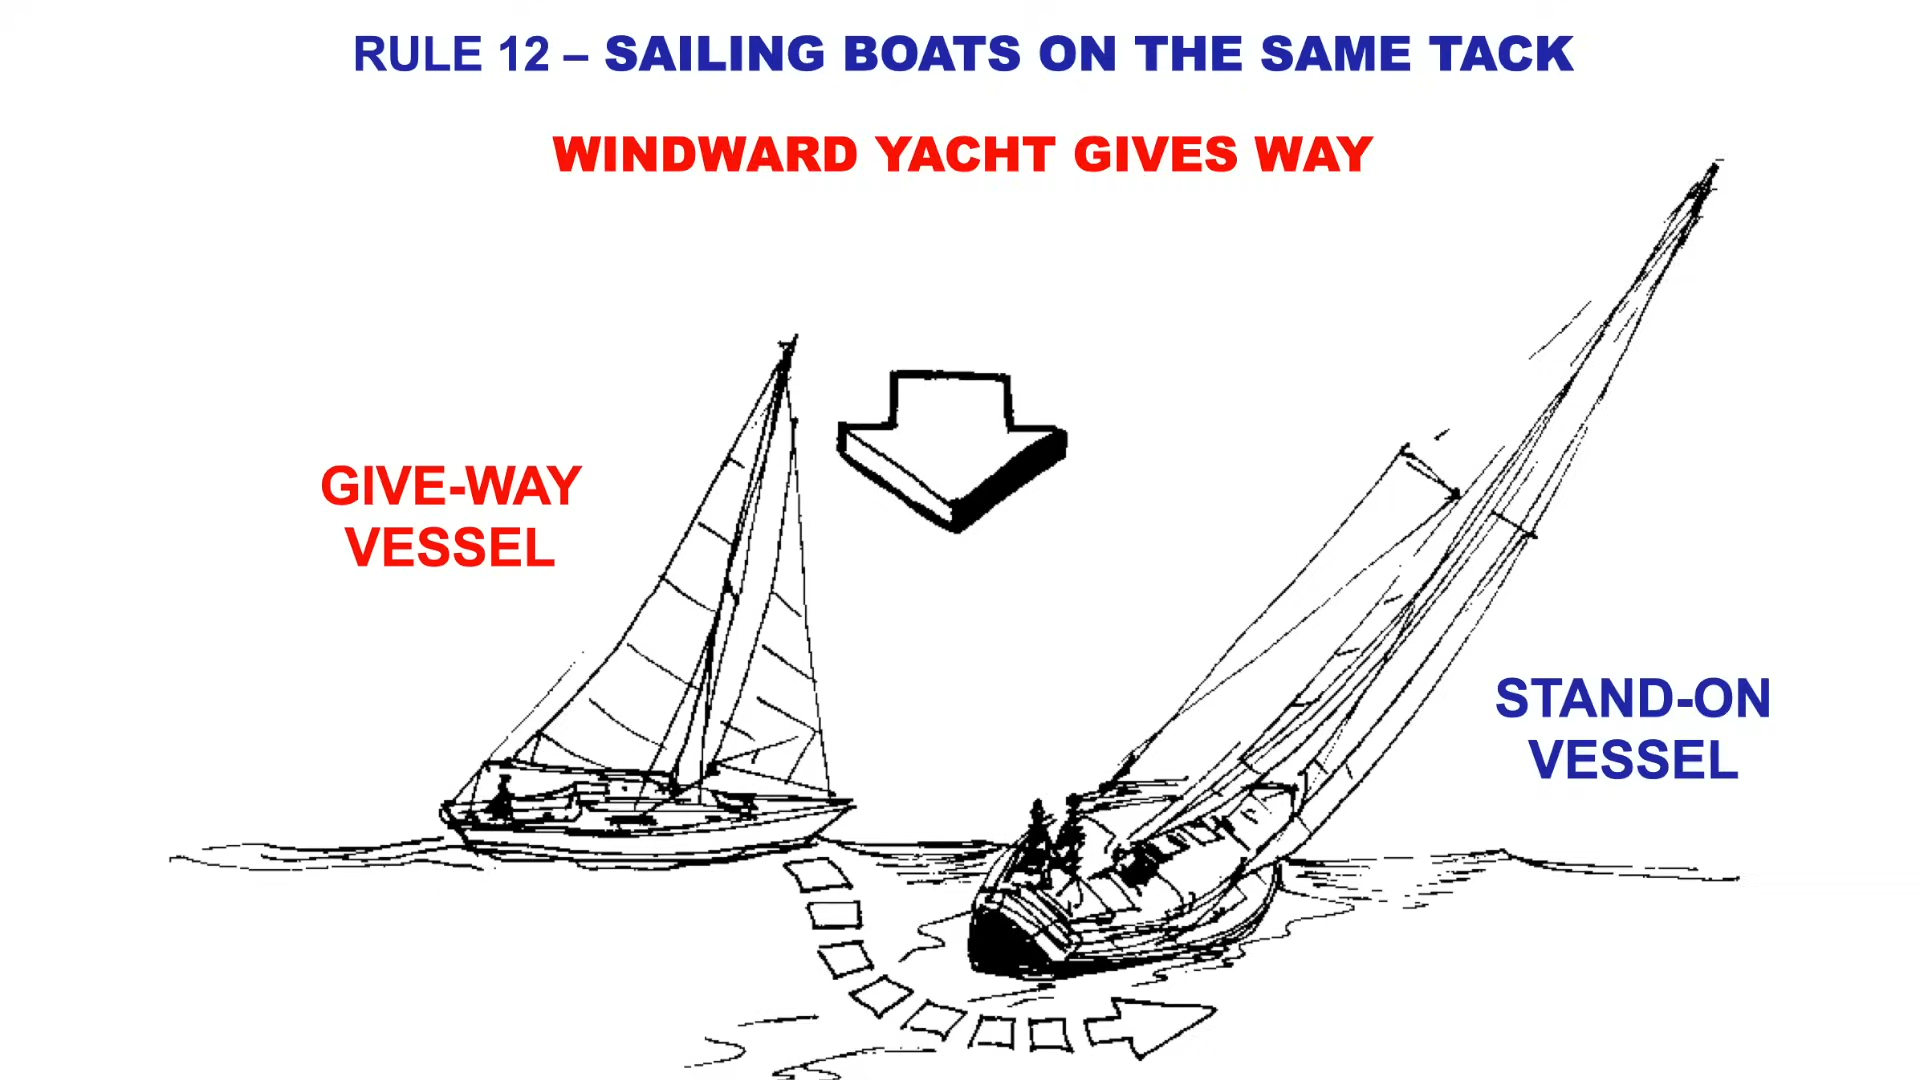 RULE 12 – SAILING BOATS ON THE SAME TACK
WINDWARD YACHT GIVES WAY
GIVE-WAY
VESSEL
STAND-ON
VESSEL